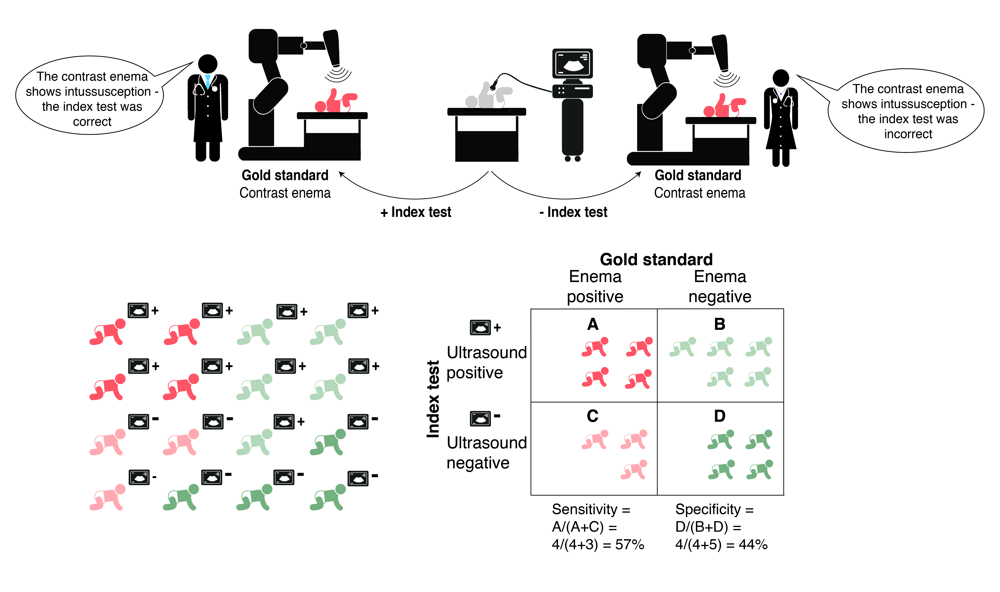 The contrast enema
shows intussusception -
the index test was
correct
The contrast enema
shows intussusception -
the index test was
incorrect
Gold standard
Contrast enema
Gold standard
Contrast enema
+ Index test
- Index test
+
+
+
+
+
+
+
+
-
-
+
-
-
-
-
-
Gold standard
Enema
positive
Enema
negative
Index test
+
Ultrasound
positive
-
Ultrasound
negative
A
B
C
D
Sensitivity =
A/(A+C) =
4/(4+3) = 57%
Specificity =
D/(B+D) =
4/(4+5) = 44%